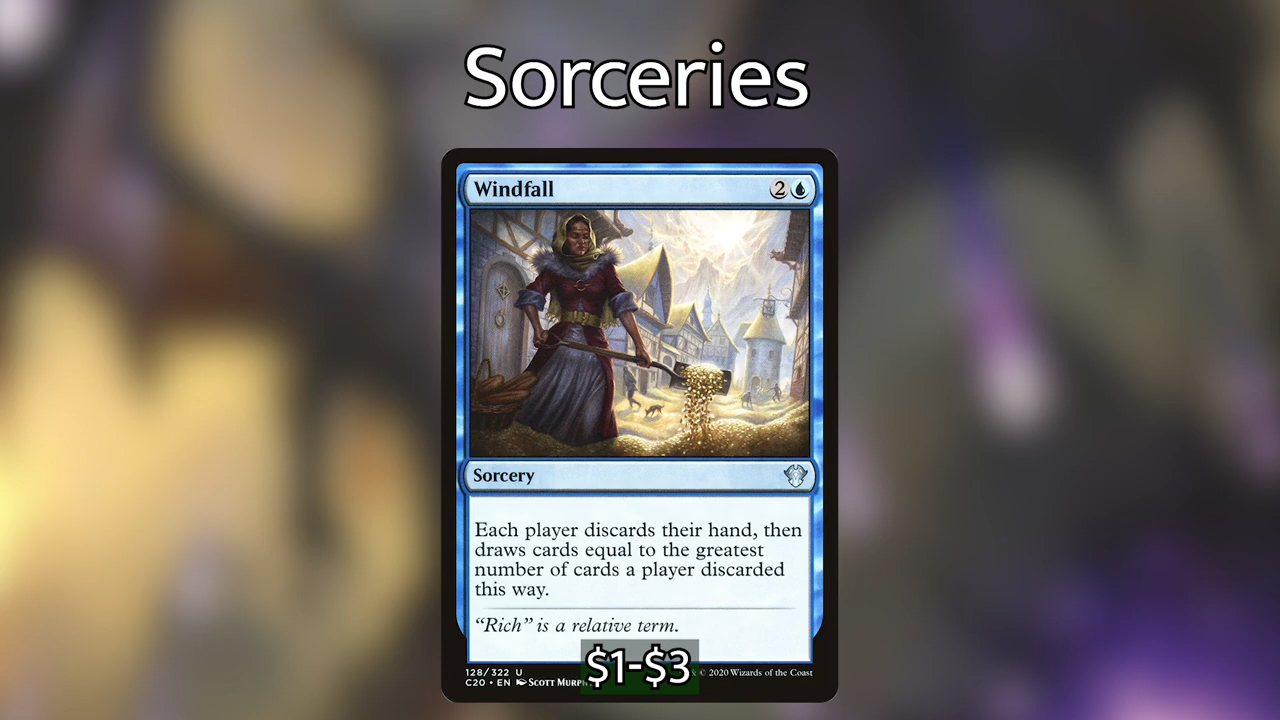 Sorceries
Windfall 2
Sorcery
Each player discards their hand, then
draws cards equal to the greatest
number of cards a player discarded
this way.
“Rich” is a relative term.
$1-$3
128/322 U
C20 • EN SCOTT MURPH
© 2020 Wizards of the Coast